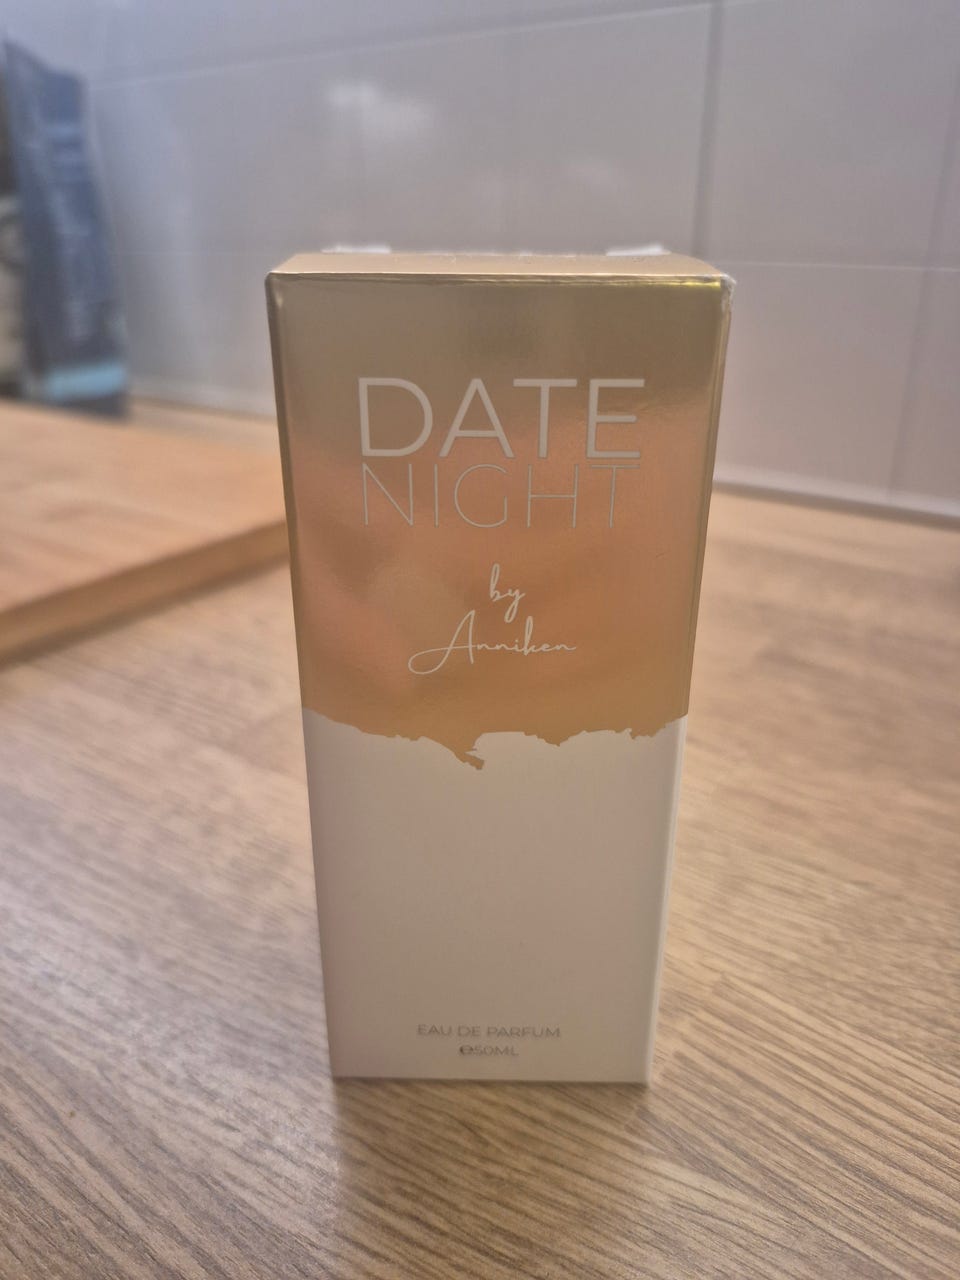 DATE
NIGHT
by
Anniken
EAU DE PARFUM
℮50ML